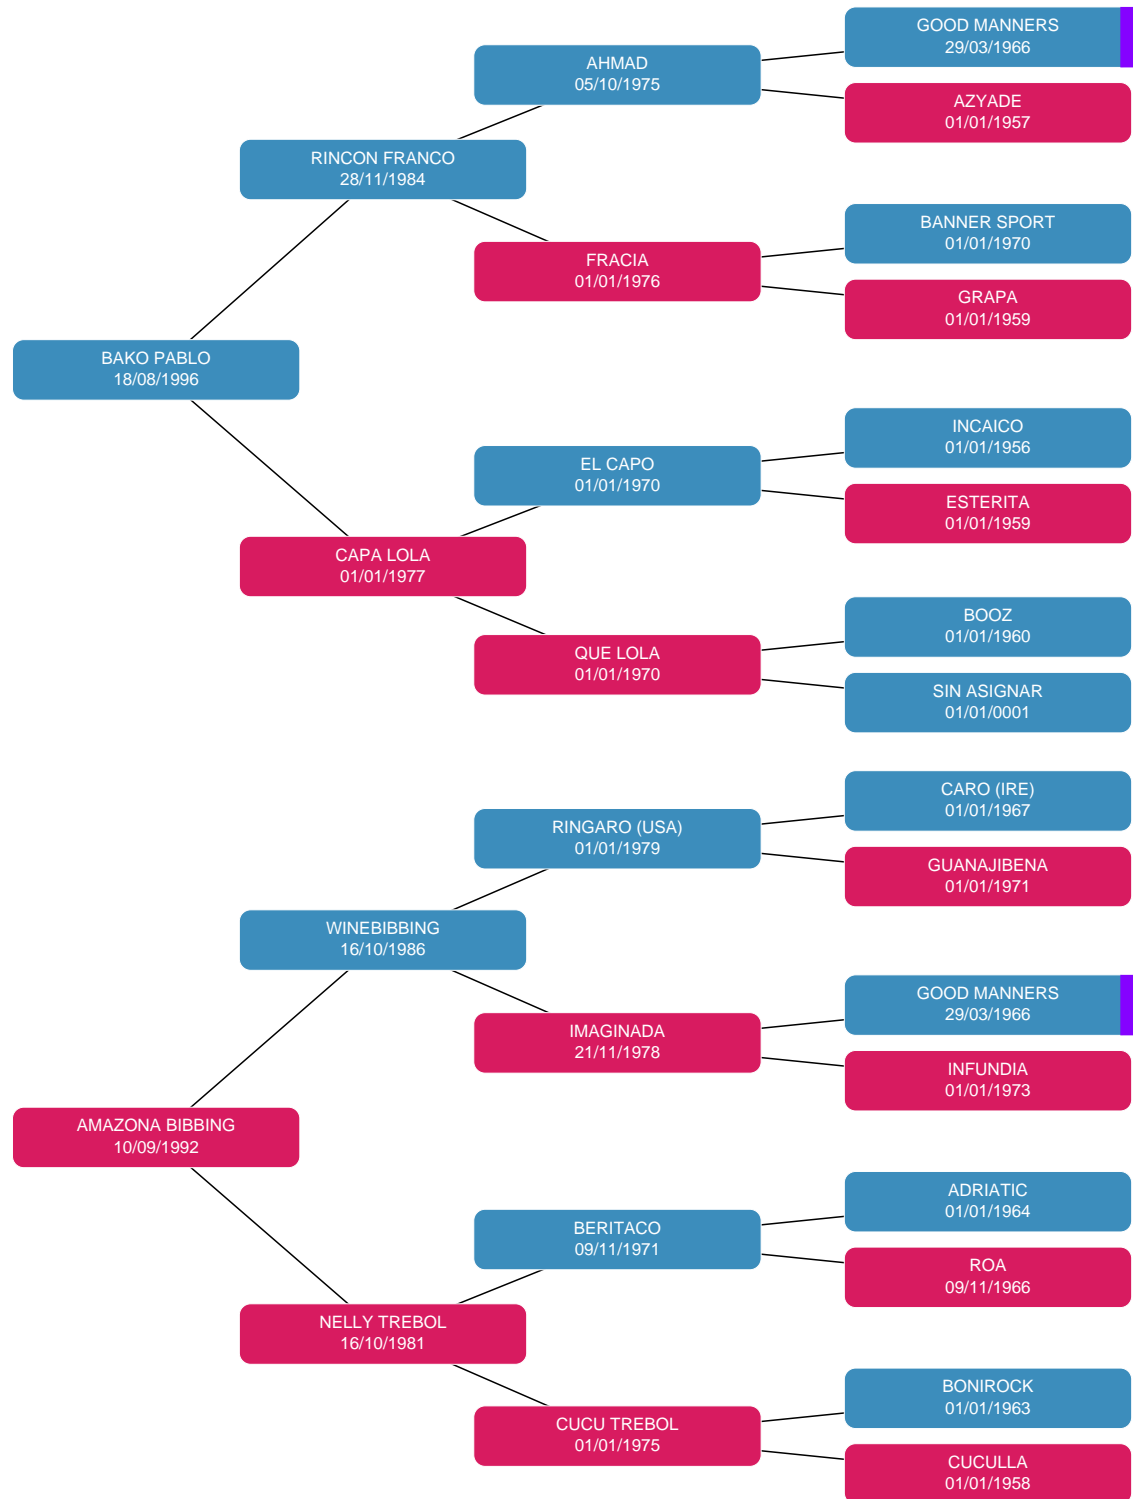 GOOD MANNERS
29/03/1966
AHMAD
05/10/1975
AZYADE
01/01/1957
RINCON FRANCO
28/11/1984
BANNER SPORT
01/01/1970
FRACIA
01/01/1976
GRAPA
01/01/1959
BAKO PABLO
18/08/1996
INCAICO
01/01/1956
EL CAPO
01/01/1970
ESTERITA
01/01/1959
CAPA LOLA
01/01/1977
BOOZ
01/01/1960
QUE LOLA
01/01/1970
SIN ASIGNAR
01/01/0001
CARO (IRE)
01/01/1967
RINGARO (USA)
01/01/1979
GUANAJIBENA
01/01/1971
WINEBIBBING
16/10/1986
GOOD MANNERS
29/03/1966
IMAGINADA
21/11/1978
INFUNDIA
01/01/1973
AMAZONA BIBBING
10/09/1992
ADRIATIC
01/01/1964
BERITACO
09/11/1971
ROA
09/11/1966
NELLY TREBOL
16/10/1981
BONIROCK
01/01/1963
CUCU TREBOL
01/01/1975
CUCULLA
01/01/1958